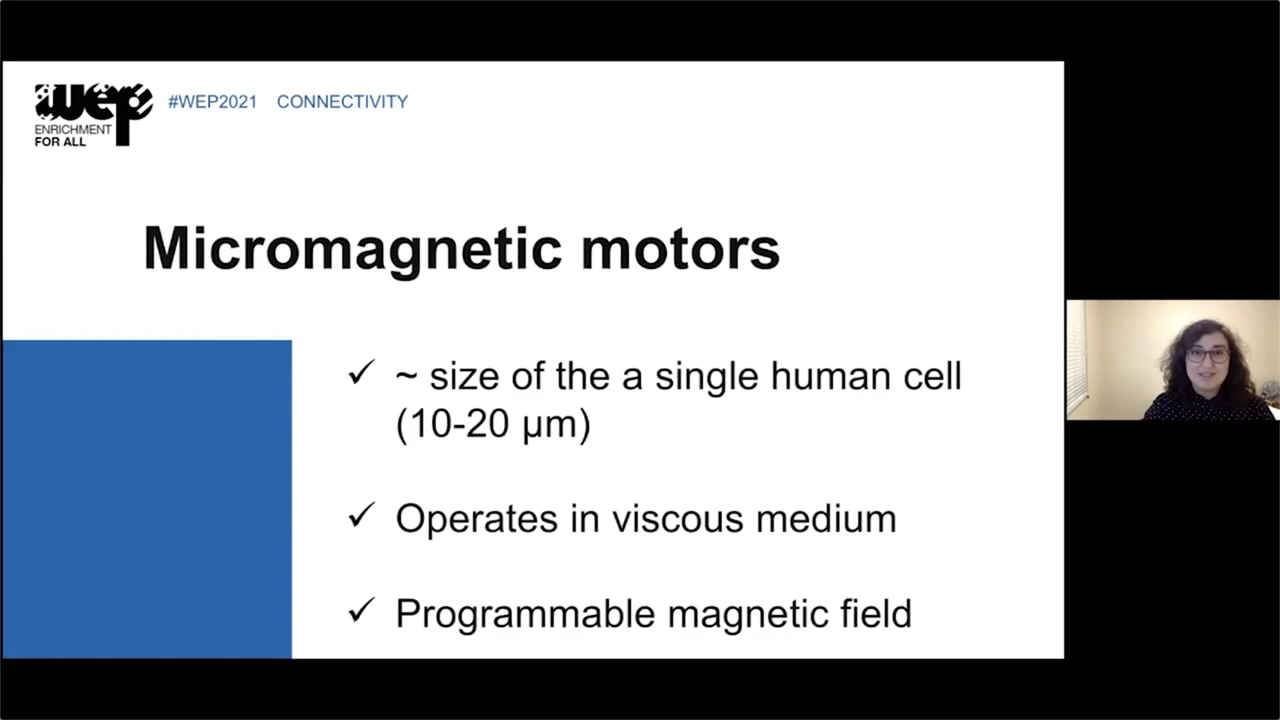 wep
#WEP2021 CONNECTIVITY
ENRICHMENT
FOR ALL
Micromagnetic motors
✓ ~ size of the a single human cell
(10-20 µm)
✓ Operates in viscous medium
✓ Programmable magnetic field